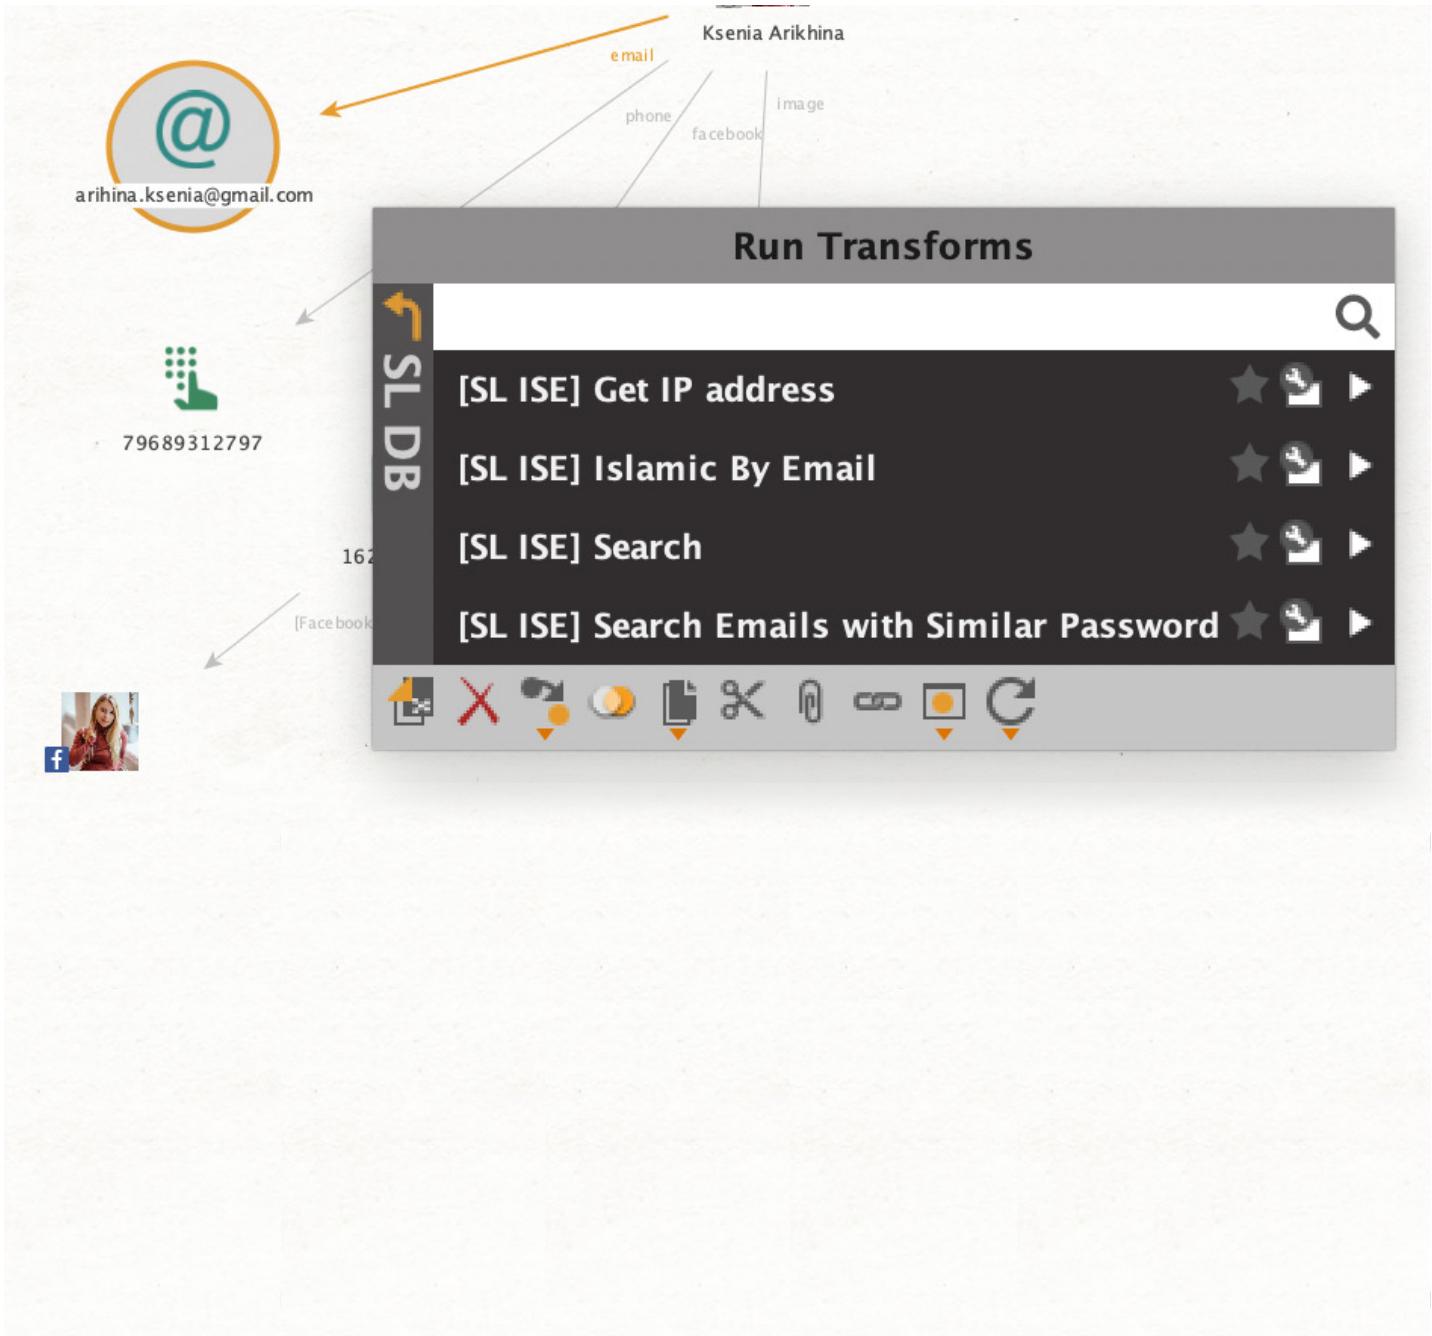 Ksenia Arikhina
email
image
phone
facebook
@
arihina.ksenia@gmail.com
Run Transforms
SL DB
[SL ISE] Get IP address
79689312797
[SL ISE] Islamic By Email
[SL ISE] Search
162
[Facebook
[SL ISE] Search Emails with Similar Password
f